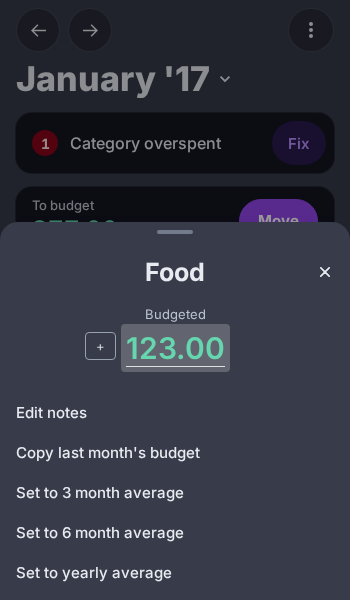 January '17
1 Category overspent Fix
To budget
Move
Food
Budgeted
+ 123.00
Edit notes
Copy last month's budget
Set to 3 month average
Set to 6 month average
Set to yearly average